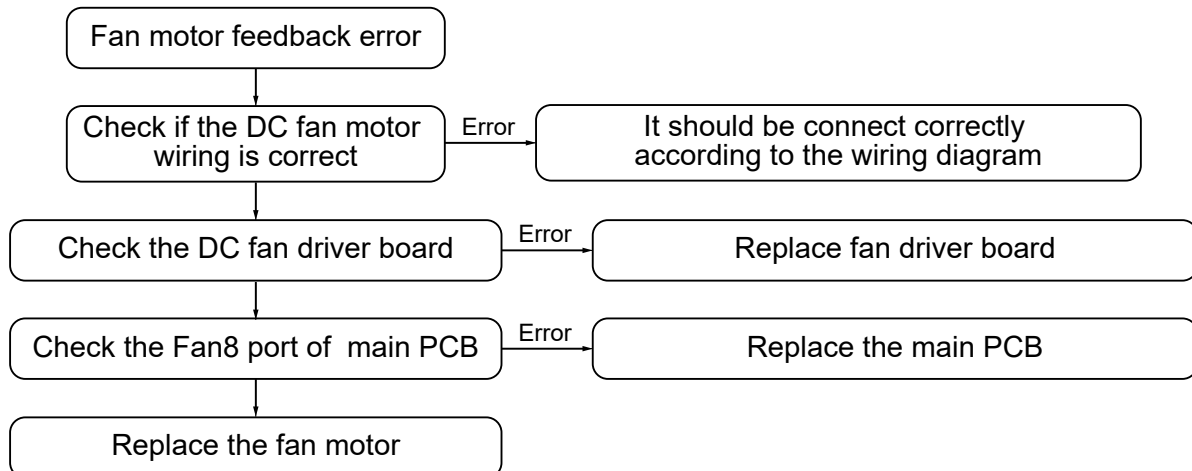 Fan motor feedback error
Check if the DC fan motor
wiring is correct
Error
It should be connect correctly
according to the wiring diagram
Check the DC fan driver board
Error
Replace fan driver board
Check the Fan8 port of main PCB
Error
Replace the main PCB
Replace the fan motor